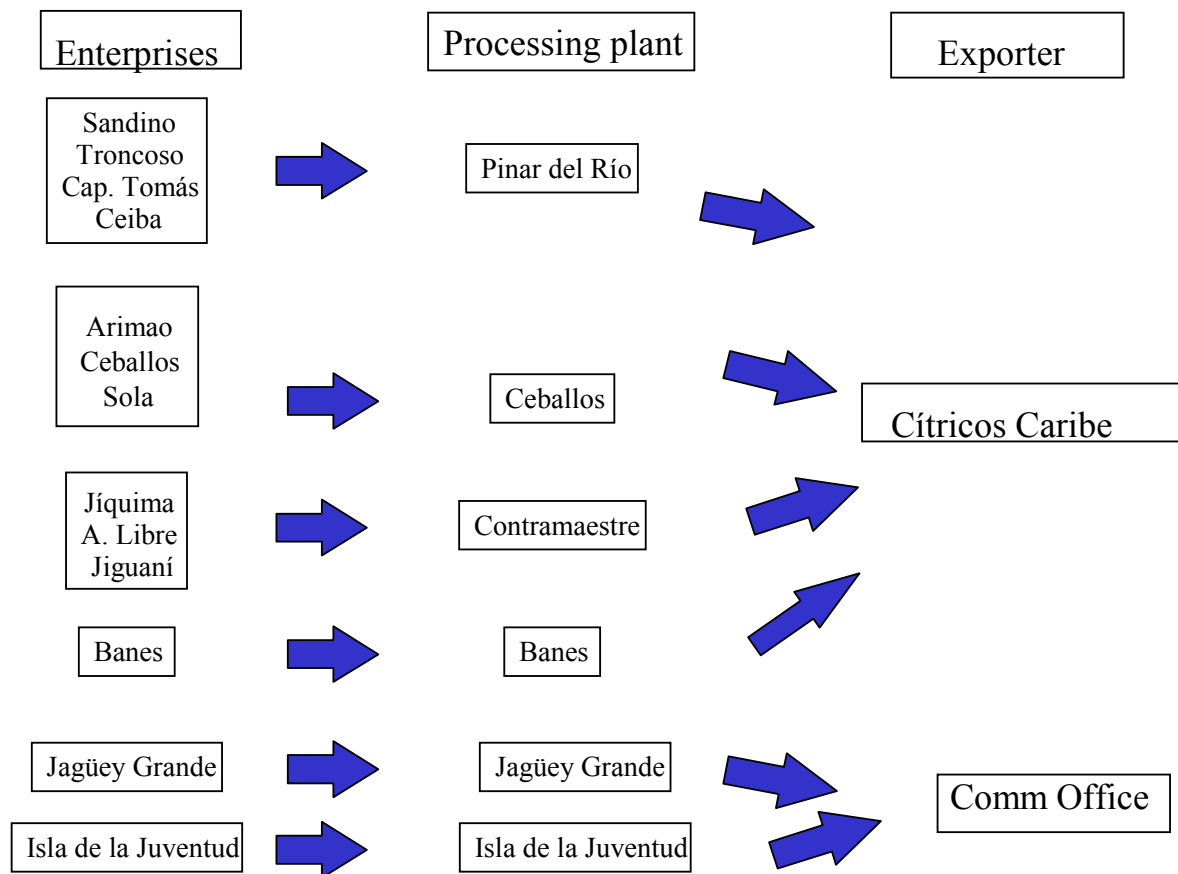 Enterprises
Processing plant
Exporter
Sandino
Troncoso
Cap. Tomás
Ceiba
Pinar del Río
Arimao
Ceballos
Sola
Ceballos
Cítricos Caribe
Jíquima
A. Libre
Jiguaní
Contramaestre
Banes
Banes
Jagüey Grande
Jagüey Grande
Comm Office
Isla de la Juventud
Isla de la Juventud